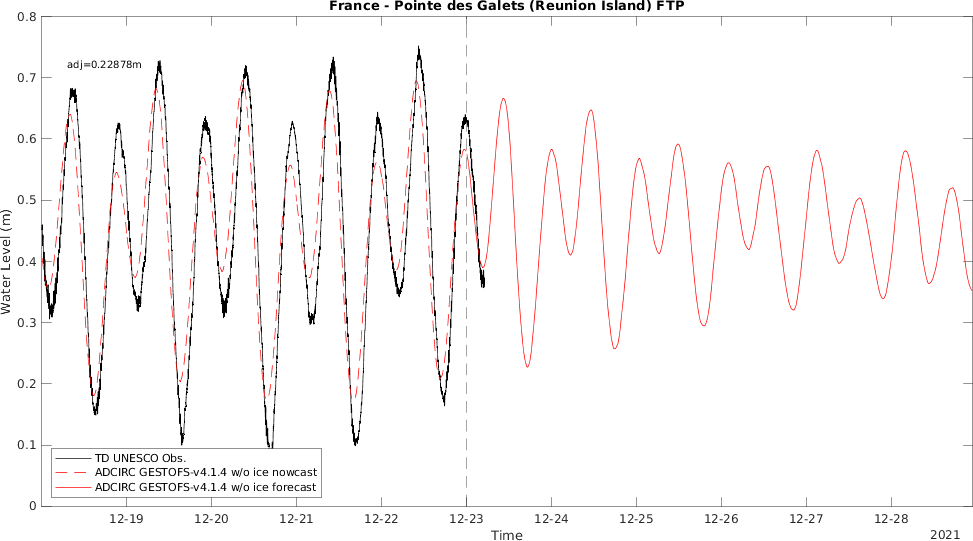 France - Pointe des Galets (Reunion Island) FTP
0.8
0.7
0.6
0.5
0.4
0.3
0.2
0.1
0
Water Level (m)
adj=0.22878m
TD UNESCO Obs.
ADCIRC GESTOFS-v4.1.4 w/o ice nowcast
ADCIRC GESTOFS-v4.1.4 w/o ice forecast
12-19 12-20 12-21 12-22 12-23 12-24 12-25 12-26 12-27 12-28
Time
2021